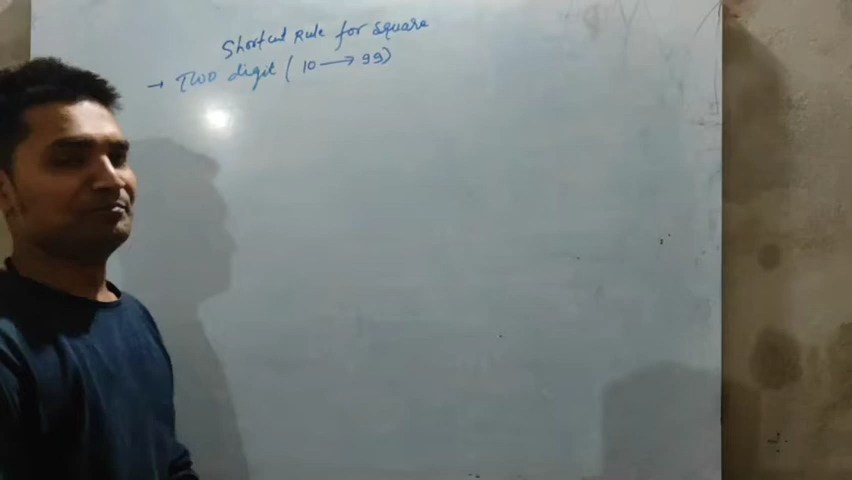 Shortcut Rule for square
→ Two digit (10 → 99)